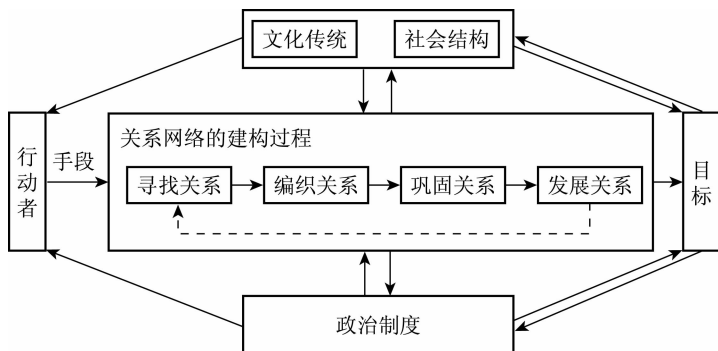 文化传统
社会结构
关系网络的建构过程
行动者
手段
寻找关系
编织关系
巩固关系
发展关系
目标
政治制度